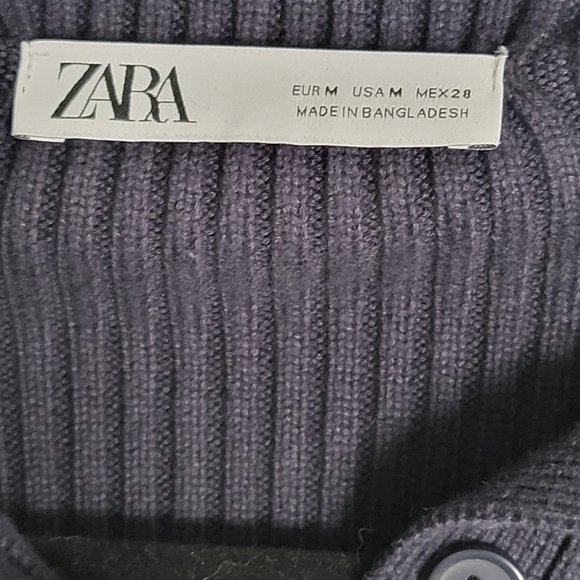 ZARA
EUR M USA M MEX 28
MADE IN BANGLADESH